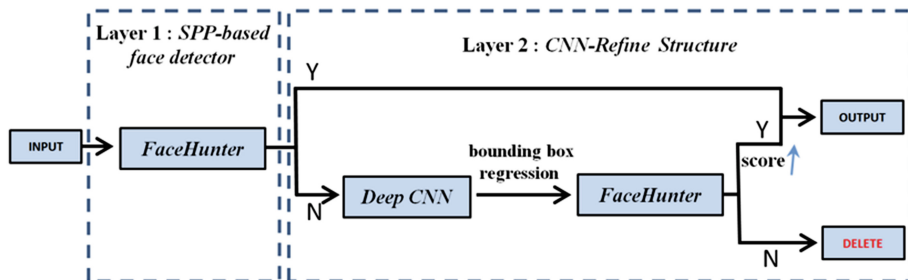 Layer 1 : SPP-based
face detector
Layer 2 : CNN-Refine Structure
INPUT
FaceHunter
Y
N
Deep CNN
bounding box
regression
FaceHunter
Y
score
N
OUTPUT
DELETE